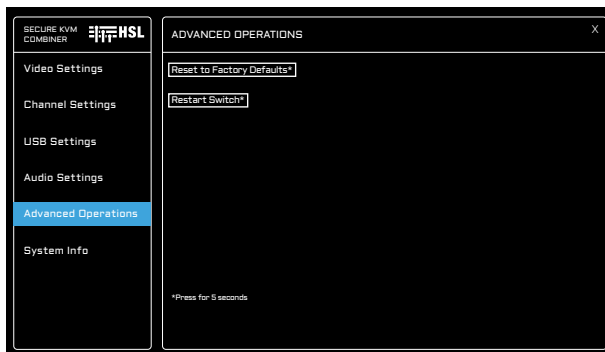 SECURE KVM
COMBINER
HSL
Video Settings
Channel Settings
USB Settings
Audio Settings
Advanced Operations
System Info
ADVANCED OPERATIONS
X
Reset to Factory Defaults*
Restart Switch*
*Press for 5 seconds